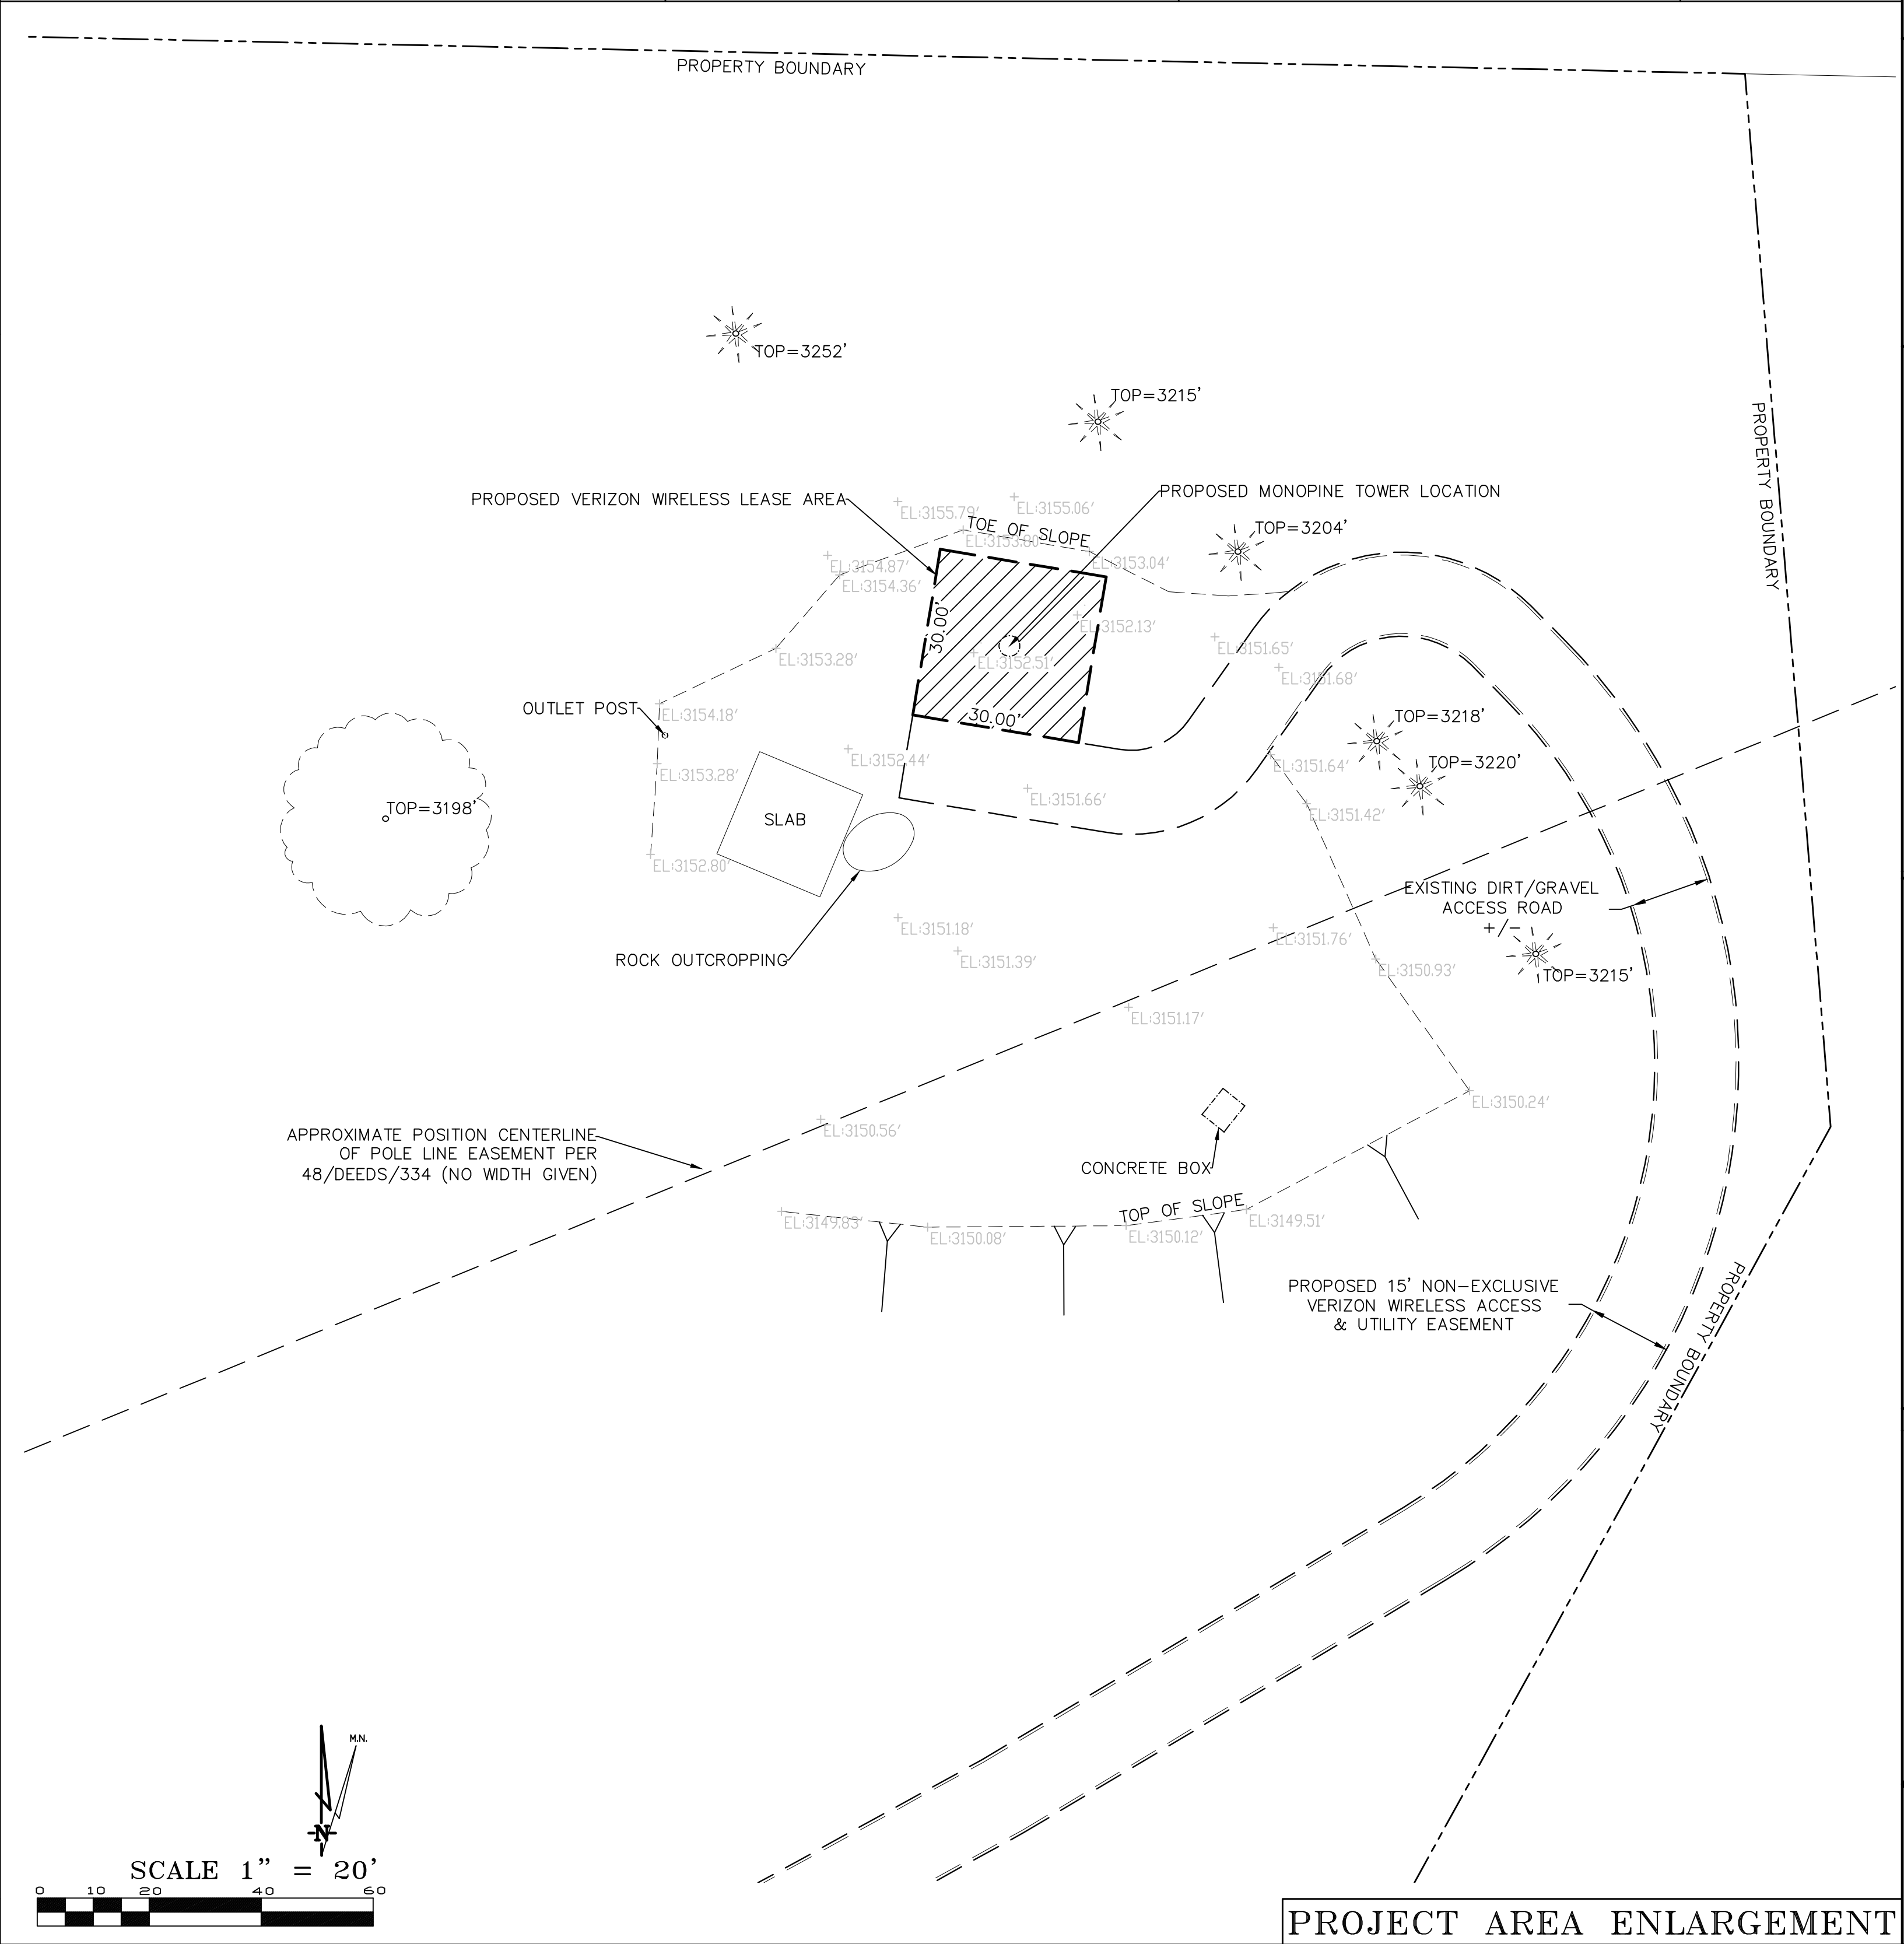 PROPERTY BOUNDARY
PROPERTY BOUNDARY
TOP=3252'
TOP=3215'
PROPOSED VERIZON WIRELESS LEASE AREA
PROPOSED MONOPINE TOWER LOCATION
EL:3155.79'
EL:3155.06'
TOE OF SLOPE
EL:3153.00'
EL:3153.04'
TOP=3204'
EL:3154.87'
EL:3154.36'
30.00'
EL:3152.13'
EL:3151.65'
EL:3153.28'
EL:3152.51'
EL:3151.68'
OUTLET POST
EL:3154.18'
30.00'
TOP=3218'
EL:3152.44'
EL:3151.64'
TOP=3220'
EL:3153.28'
EL:3151.66'
TOP=3198'
SLAB
EL:3151.42'
EL:3152.80'
EXISTING DIRT/GRAVEL
ACCESS ROAD
+/-
EL:3151.18'
EL:3151.76'
ROCK OUTCROPPING
EL:3151.39'
EL:3150.93'
TOP=3215'
EL:3151.17'
EL:3150.24'
EL:3150.56'
APPROXIMATE POSITION CENTERLINE
OF POLE LINE EASEMENT PER
48/DEEDS/334 (NO WIDTH GIVEN)
CONCRETE BOX
TOP OF SLOPE
EL:3149.83'
EL:3150.08'
EL:3150.12'
EL:3149.51'
PROPOSED 15' NON-EXCLUSIVE
VERIZON WIRELESS ACCESS
& UTILITY EASEMENT
PROPERTY BOUNDARY
M.N.
N
SCALE 1" = 20'
0 10 20 40 60
PROJECT AREA ENLARGEMENT